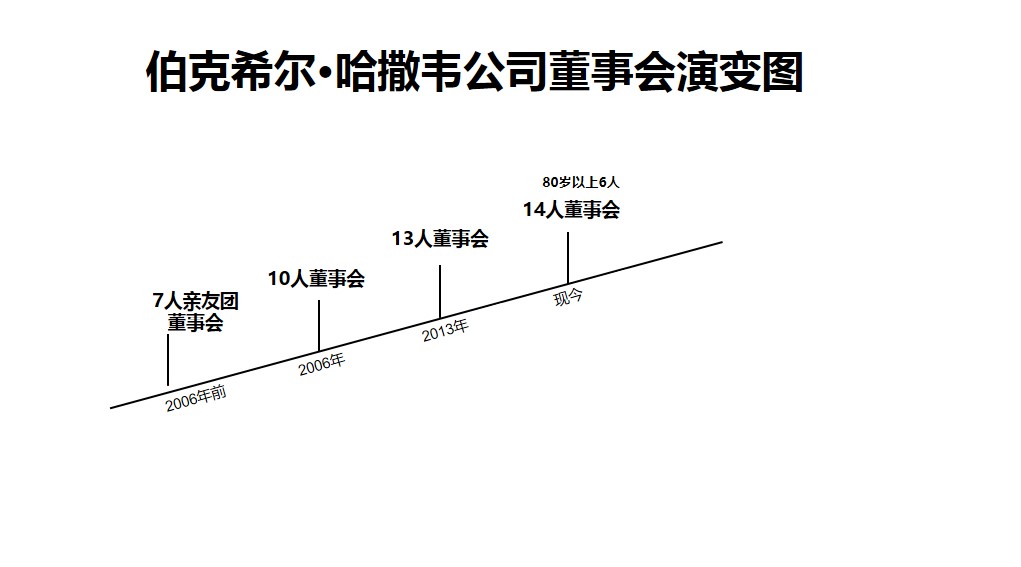 伯克希尔·哈撒韦公司董事会演变图
7人亲友团
董事会
2006年前
10人董事会
2006年
13人董事会
2013年
80岁以上6人
14人董事会
现今